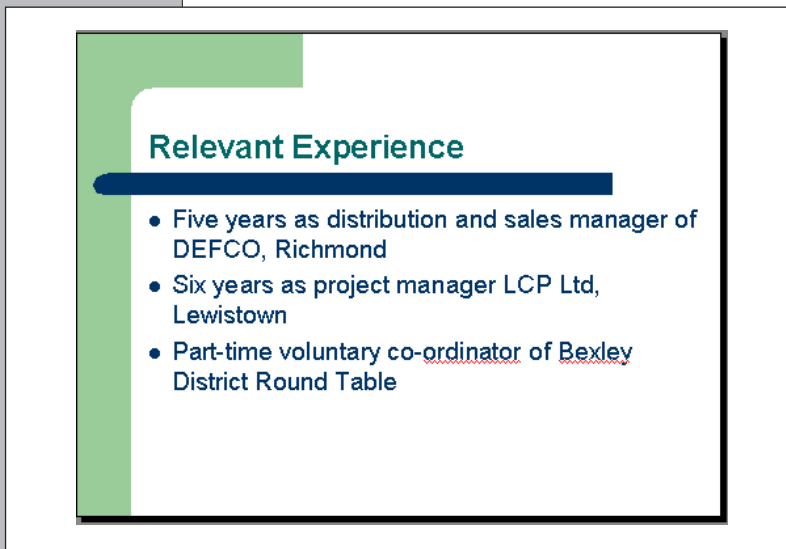 Relevant Experience
Five years as distribution and sales manager of
DEFCO, Richmond
Six years as project manager LCP Ltd,
Lewistown
Part-time voluntary co-ordinator of Bexley
District Round Table